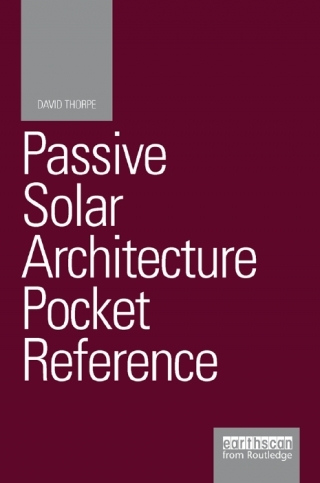 DAVID THORPE
Passive
Solar
Architecture
Pocket
Reference
earthscan
from Routledge